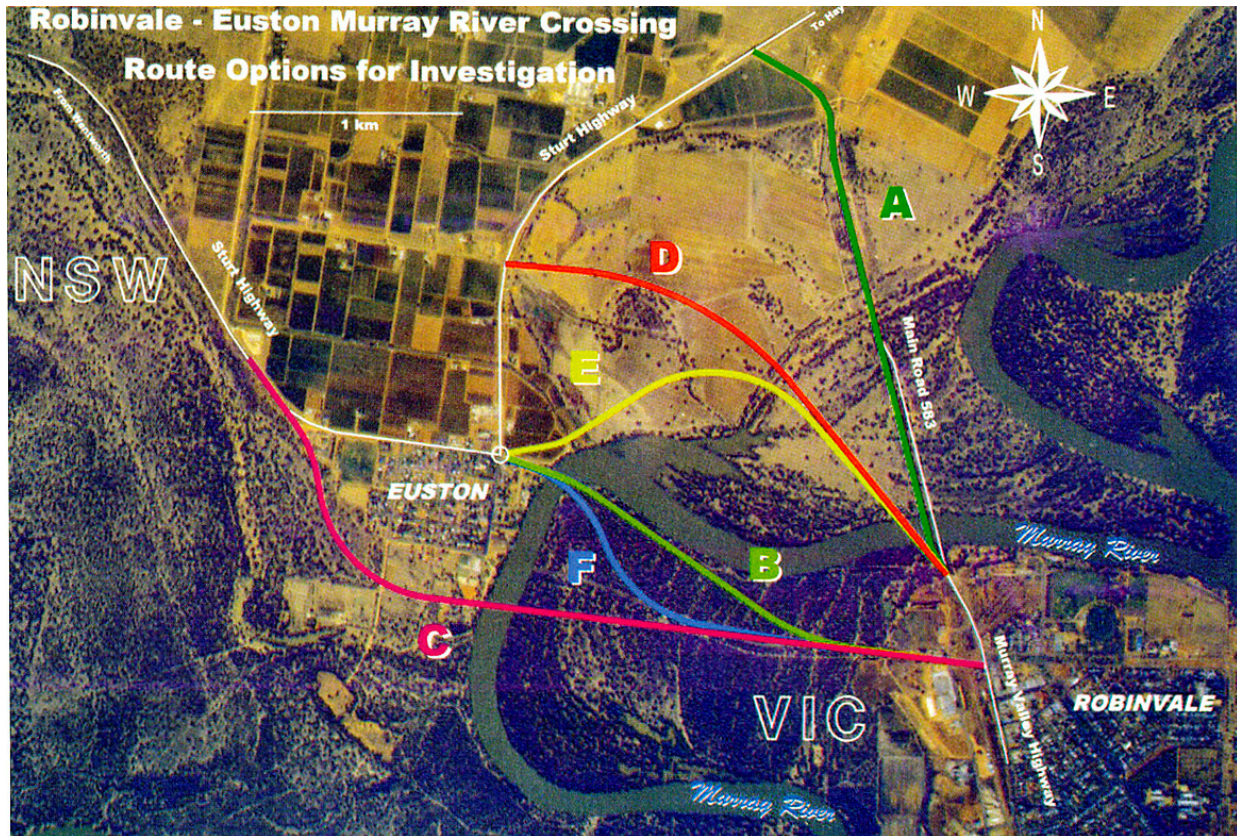 Robinvale - Euston Murray River Crossing
Route Options for Investigation
To Hay
N
W
E
S
From Wentworth
1 km
Sturt Highway
A
NSW
D
Sturt Highway
Main Road 583
E
EUSTON
B
Murray River
F
C
VIC
Murray Valley Highway
ROBINVALE
Murray River